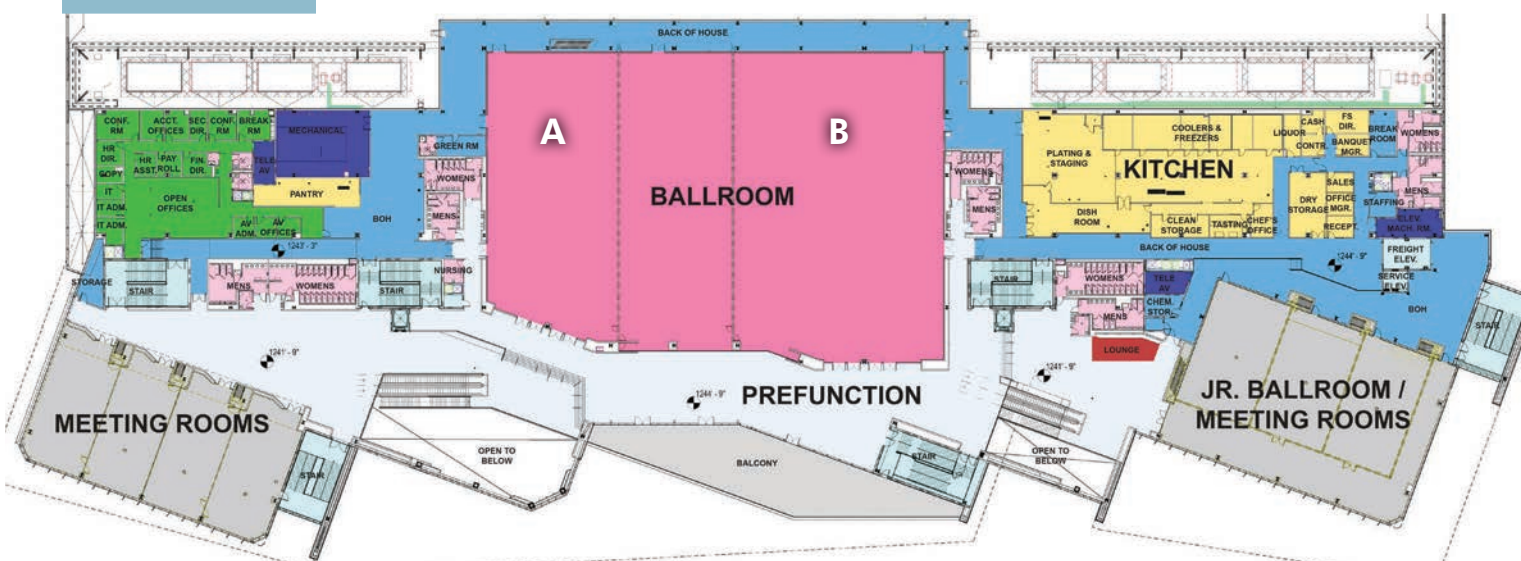 BACK OF HOUSE
A
B
BALLROOM
CONF.
RM
ACCT.
OFFICES
SEC.
DIR.
CONF.
RM
BREAK
RM
MECHANICAL
HR
DIR.
COPY
HR
ASST.
PAY
ROLL
FIN.
DIR.
TELE
AV
PANTRY
IT
IT ADM.
IT ADM.
OPEN
OFFICES
AV
ADM.
AV
OFFICES
BOH
1243' - 3"
GREEN RM
WOMENS
MENS
NURSING
STORAGE
STAIR
MENS
WOMENS
STAIR
WOMENS
MENS
PLATING &
STAGING
COOLERS &
FREEZERS
LIQUOR
CASH
CONTR.
FS
DIR.
BANQUET
MGR.
BREAK
ROOM
WOMENS
KITCHEN
DISH
ROOM
CLEAN
STORAGE
TASTING
CHEF'S
OFFICE
DRY
STORAGE
SALES
OFFICE
MGR.
RECEPT.
STAFFING
MENS
ELEV.
MACH. RM.
BACK OF HOUSE
FREIGHT
ELEV.
1244' - 9"
SERVICE
ELEV.
STAIR
WOMENS
TELE
AV
CHEM.
STOR.
MENS
BOH
STAIR
LOUNGE
1241' - 9"
1241' - 9"
MEETING ROOMS
STAIR
OPEN TO
BELOW
1244' - 9"
PREFUNCTION
BALCONY
STAIR
OPEN TO
BELOW
JR. BALLROOM /
MEETING ROOMS